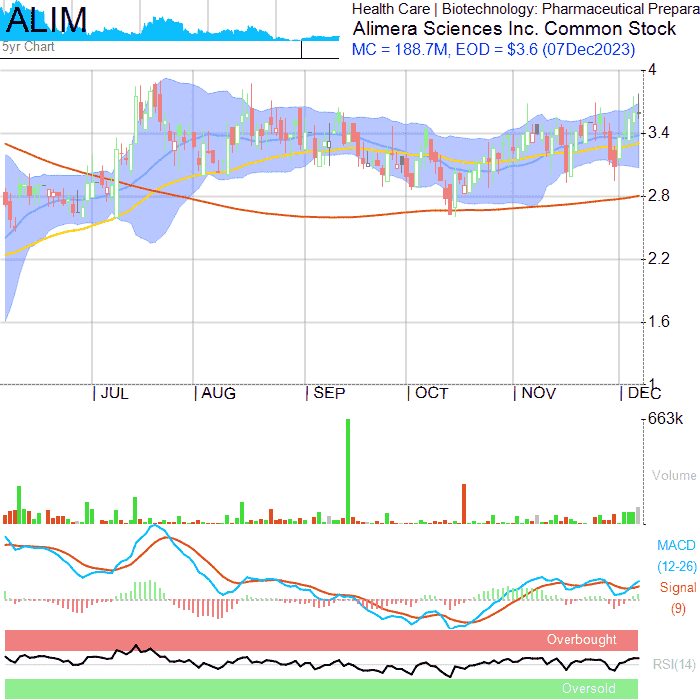 ALIM
5yr Chart
Health Care | Biotechnology: Pharmaceutical Prepara
Alimera Sciences Inc. Common Stock
MC = 188.7M, EOD = $3.6 (07Dec2023)
4
3.4
2.8
2.2
1.6
1
JUL AUG SEP OCT NOV DEC
663k
Volume
MACD
(12-26)
Signal
(9)
Overbought
RSI(14)
Oversold